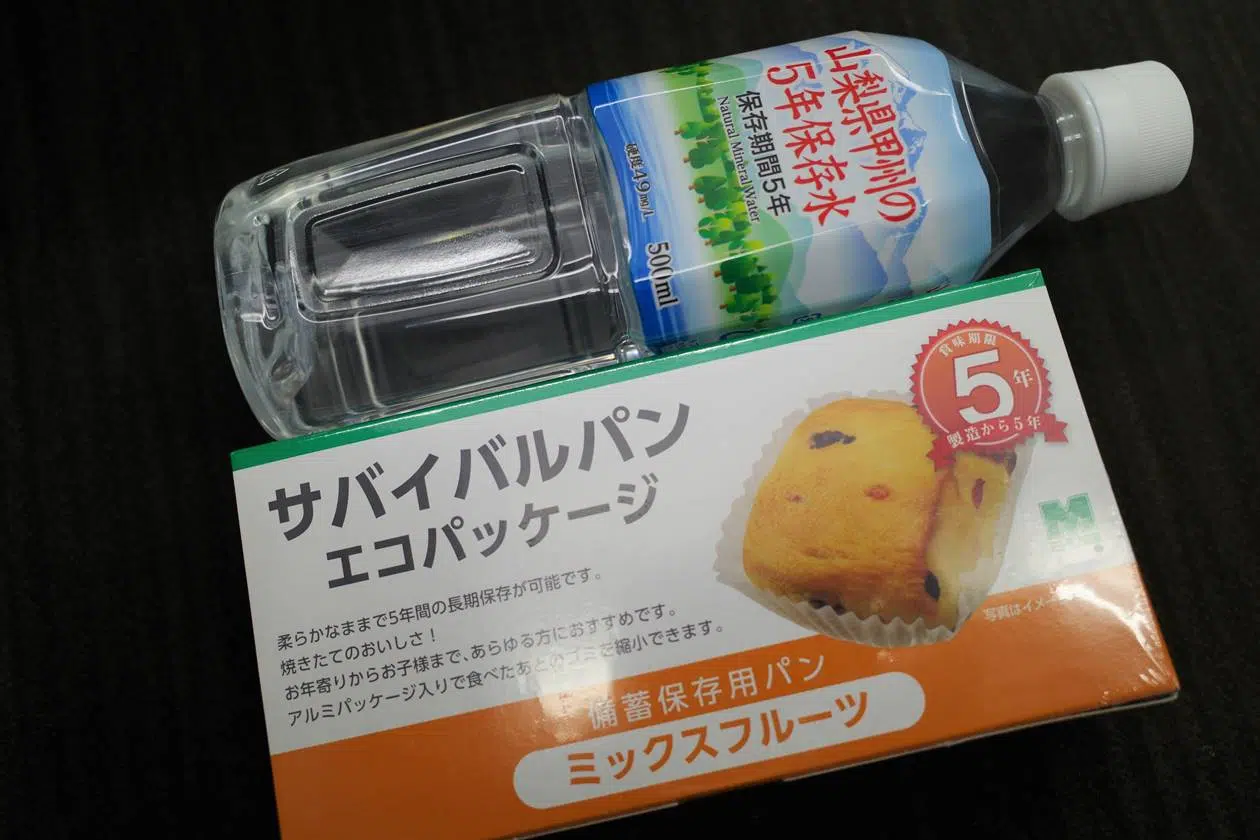 山梨県甲州の
5年保存水
保存期間5年
Natural Mineral Water
硬度49mg/L
500ml
賞味期限
5年
製造から5年
サバイバルパン
エコパッケージ
柔らかなままで5年間の長期保存が可能です。
焼きたてのおいしさ！
お年寄りからお子様まで、あらゆる方におすすめです。
アルミパッケージ入りで食べたあとのゴミを縮小できます。
M
写真はイメー
備蓄保存用パン
ミックスフルーツ